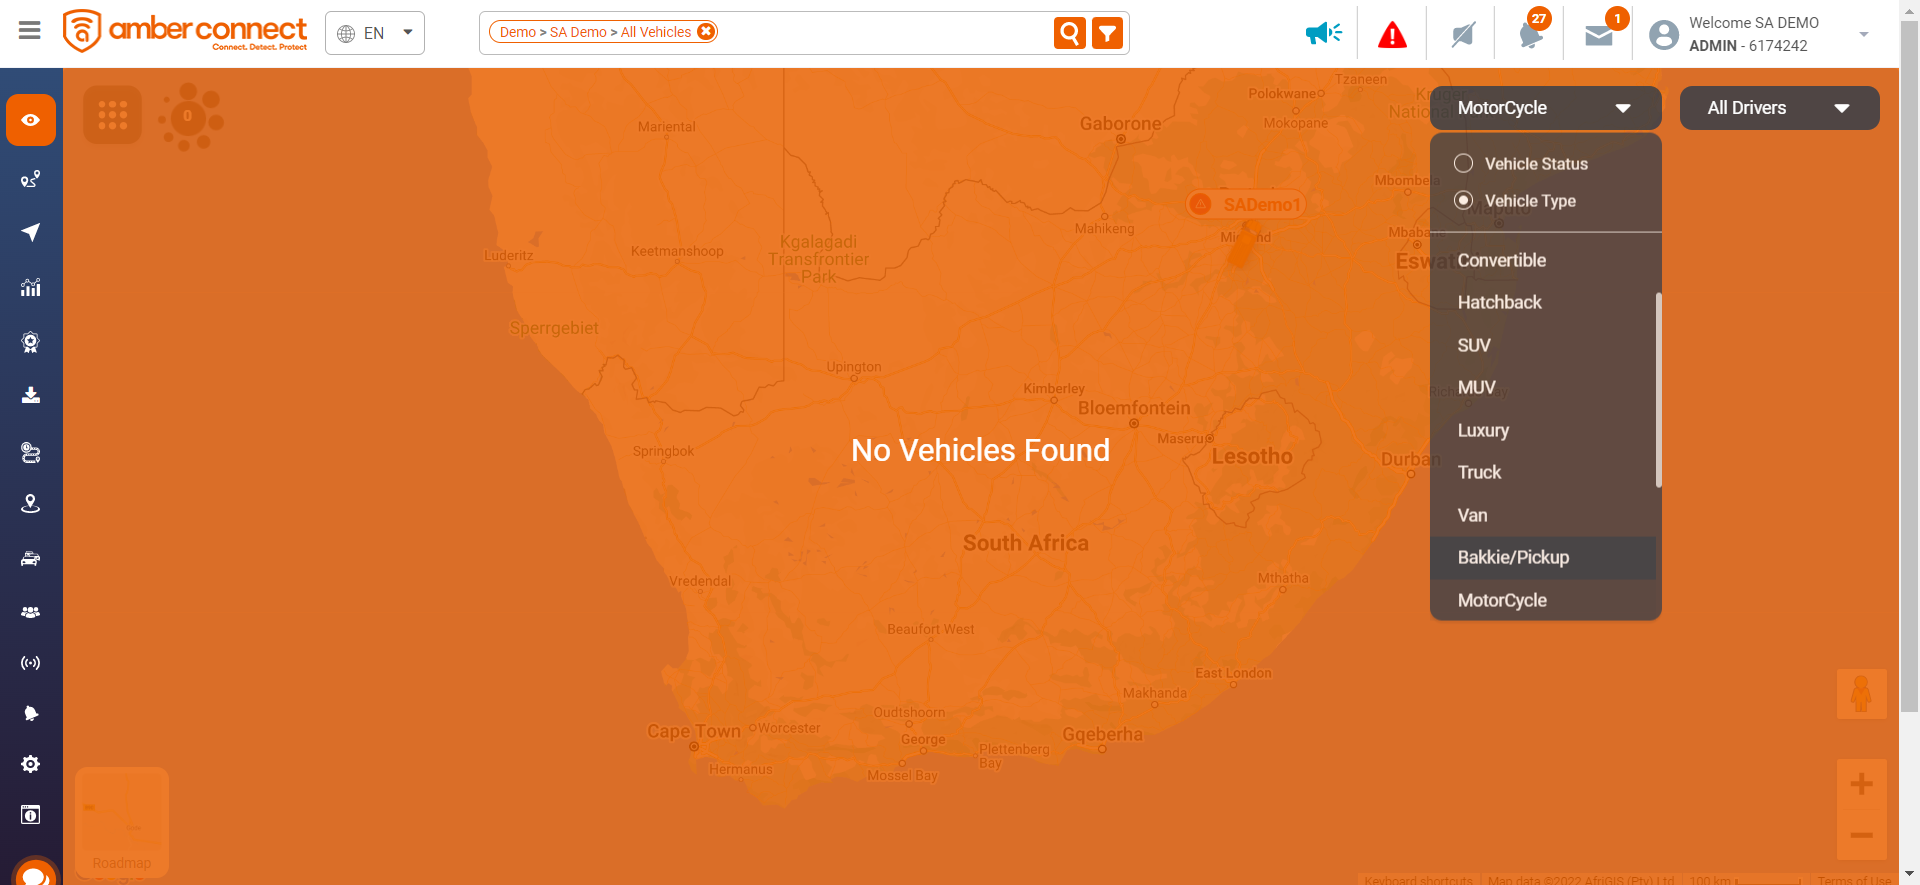 amber connect
Connect. Detect. Protect
EN
Demo > SA Demo > All Vehicles
27
1
Welcome SA DEMO
ADMIN - 6174242
0
MotorCycle
All Drivers
Vehicle Status
Vehicle Type
Convertible
Hatchback
SUV
MUV
Luxury
Truck
Van
Bakkie/Pickup
MotorCycle
No Vehicles Found
Tzaneen
Polokwane
Mokopane
Gaborone
Mariental
Mbombela
SADemo1
Mahikeng
Mbabane
Keetmanshoop
Kgalagadi
Transfrontier
Park
Luderitz
Sperrgebiet
Upington
Kimberley
Bloemfontein
Maseru
Lesotho
Durban
Springbok
South Africa
Vredendal
Mthatha
Beaufort West
East London
Makhanda
Oudtshoorn
Cape Town
Worcester
George
Gqeberha
Plettenberg
Bay
Hermanus
Mossel Bay
Roadmap
Keyboard shortcuts
Map data ©2022 AfriGIS (Pty) Ltd
100 km
Terms of Use